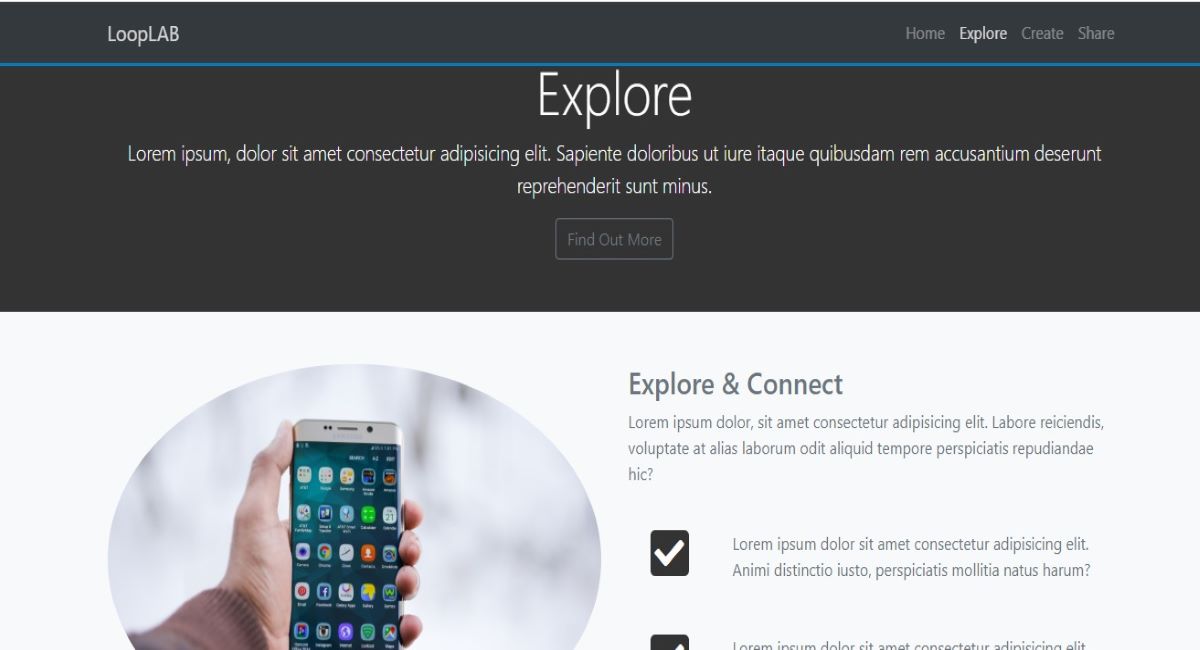 LoopLAB
Home Explore Create Share
Explore
Lorem ipsum, dolor sit amet consectetur adipisicing elit. Sapiente doloribus ut iure itaque quibusdam rem accusantium deserunt
reprehenderit sunt minus.
Find Out More
Explore & Connect
Lorem ipsum dolor, sit amet consectetur adipisicing elit. Labore reiciendis,
voluptate at alias laborum odit aliquid tempore perspiciatis repudiandae
hic?
Lorem ipsum dolor sit amet consectetur adipisicing elit.
Animi distinctio iusto, perspiciatis mollitia natus harum?
Lorem ipsum dolor sit amet consectetur adipisicing elit.